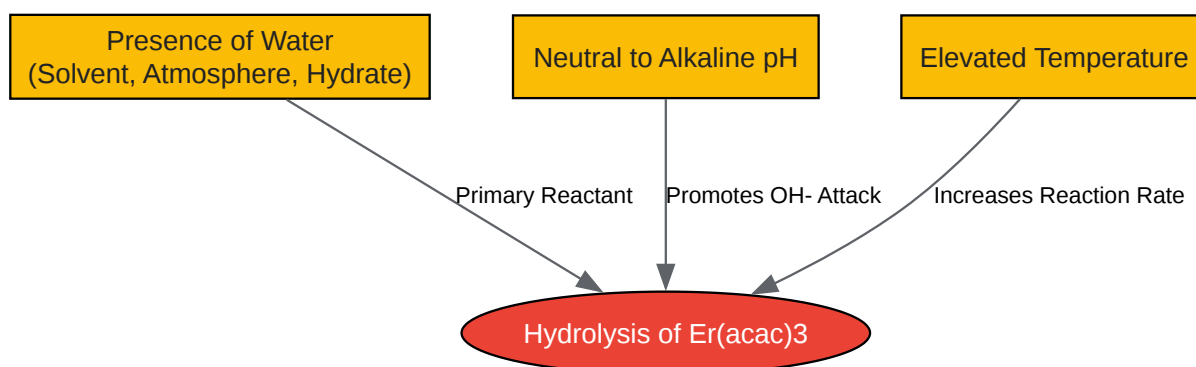 Presence of Water
(Solvent, Atmosphere, Hydrate)
Neutral to Alkaline pH
Elevated Temperature
Primary Reactant
Promotes OH- Attack
Increases Reaction Rate
Hydrolysis of Er(acac)3